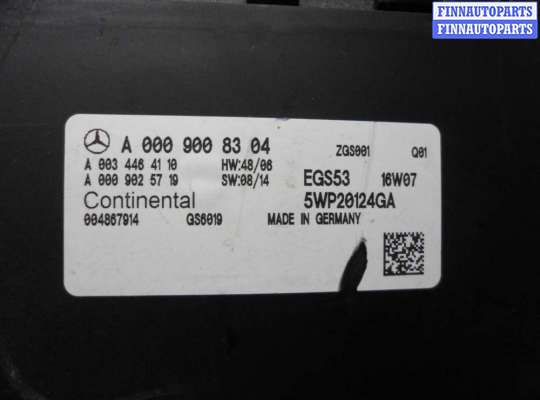 FINNAUTOPARTS
FINNAUTOPARTS
A 000 900 83 04
ZGS001 Q01
A 003 446 41 10 HW:48/06
A 000 902 57 19 SW:08/14
EGS53 16W07
Continental
5WP20124GA
004867914 GS6019 MADE IN GERMANY